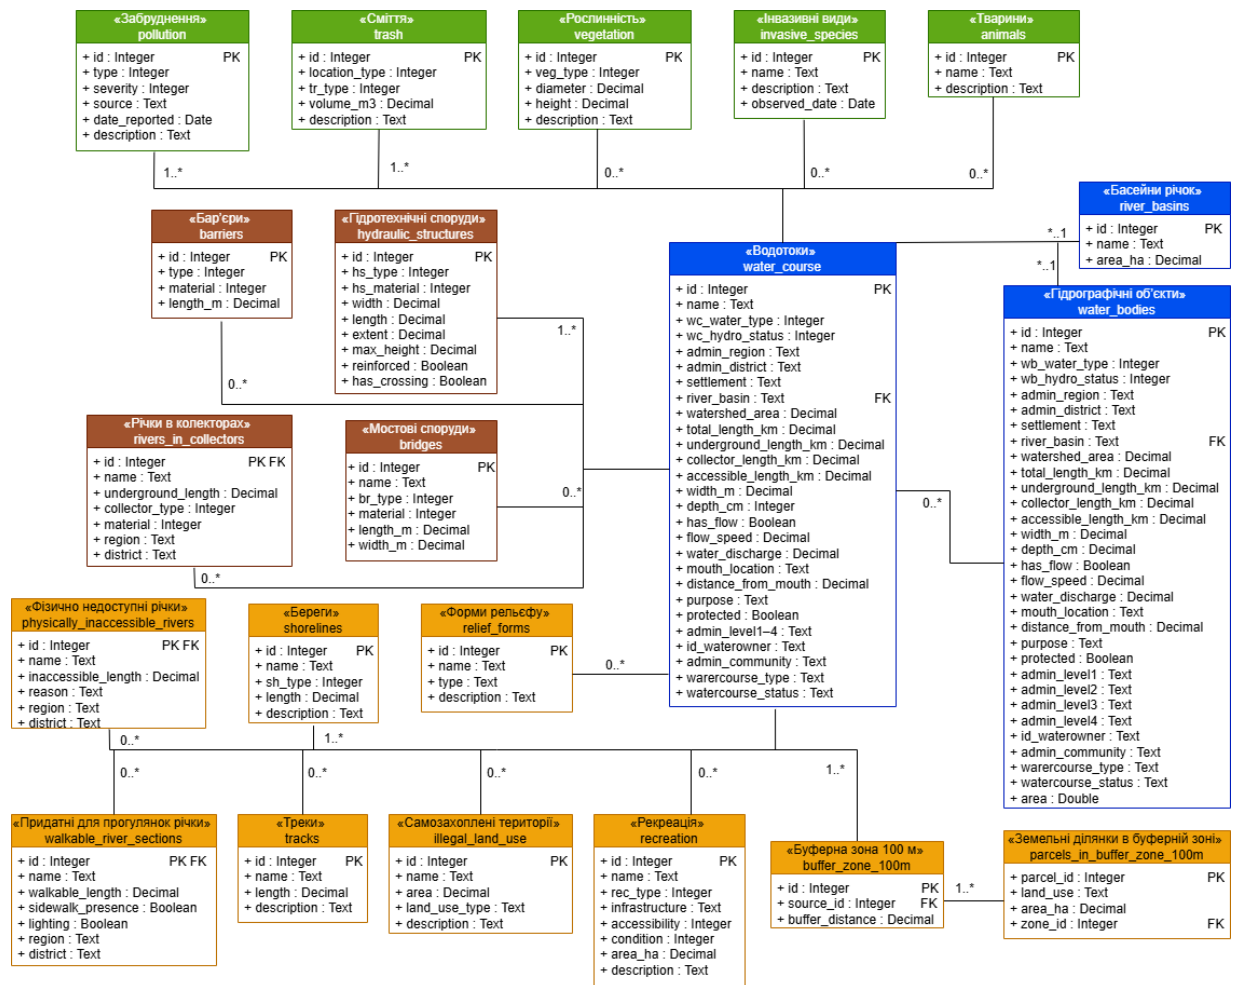 «Забруднення»
pollution
+ id : Integer PK
+ type : Integer
+ severity : Integer
+ source : Text
+ date_reported : Date
+ description : Text
1..*
«Сміття»
trash
+ id : Integer PK
+ location_type : Integer
+ tr_type : Integer
+ volume_m3 : Decimal
+ description : Text
1..*
«Рослинність»
vegetation
+ id : Integer PK
+ veg_type : Integer
+ diameter : Decimal
+ height : Decimal
+ description : Text
0..*
«Інвазивні види»
invasive_species
+ id : Integer PK
+ name : Text
+ description : Text
+ observed_date : Date
0..*
«Тварини»
animals
+ id : Integer PK
+ name : Text
+ description : Text
0..*
«Бар'єри»
barriers
+ id : Integer PK
+ type : Integer
+ material : Integer
+ length_m : Decimal
0..*
«Гідротехнічні споруди»
hydraulic_structures
+ id : Integer PK
+ hs_type : Integer
+ hs_material : Integer
+ width : Decimal
+ length : Decimal
+ extent : Decimal
+ max_height : Decimal
+ reinforced : Boolean
+ has_crossing : Boolean
1..*
«Водотоки»
water_course
+ id : Integer PK
+ name : Text
+ wc_water_type : Integer
+ wc_hydro_status : Integer
+ admin_region : Text
+ admin_district : Text
+ settlement : Text
+ river_basin : Text FK
+ watershed_area : Decimal
+ total_length_km : Decimal
+ underground_length_km : Decimal
+ collector_length_km : Decimal
+ accessible_length_km : Decimal
+ width_m : Decimal
+ depth_cm : Integer
+ has_flow : Boolean
+ flow_speed : Decimal
+ water_discharge : Decimal
+ mouth_location : Text
+ distance_from_mouth : Decimal
+ purpose : Text
+ protected : Boolean
+ admin_level1–4 : Text
+ id_waterowner : Text
+ admin_community : Text
+ warercourse_type : Text
+ watercourse_status : Text
«Басейни річок»
river_basins
+ id : Integer PK
+ name : Text
+ area_ha : Decimal
*..1
*..1
«Гідрографічні об'єкти»
water_bodies
+ id : Integer PK
+ name : Text
+ wb_water_type : Integer
+ wb_hydro_status : Integer
+ admin_region : Text
+ admin_district : Text
+ settlement : Text
+ river_basin : Text FK
+ watershed_area : Decimal
+ total_length_km : Decimal
+ underground_length_km : Decimal
+ collector_length_km : Decimal
+ accessible_length_km : Decimal
+ width_m : Decimal
+ depth_cm : Decimal
+ has_flow : Boolean
+ flow_speed : Decimal
+ water_discharge : Decimal
+ mouth_location : Text
+ distance_from_mouth : Decimal
+ purpose : Text
+ protected : Boolean
+ admin_level1 : Text
+ admin_level2 : Text
+ admin_level3 : Text
+ admin_level4 : Text
+ id_waterowner : Text
+ admin_community : Text
+ warercourse_type : Text
+ watercourse_status : Text
+ area : Double
0..*
«Річки в колекторах»
rivers_in_collectors
+ id : Integer PK FK
+ name : Text
+ underground_length : Decimal
+ collector_type : Integer
+ material : Integer
+ region : Text
+ district : Text
0..*
«Мостові споруди»
bridges
+ id : Integer PK
+ name : Text
+ br_type : Integer
+ material : Integer
+ length_m : Decimal
+ width_m : Decimal
0..*
«Фізично недоступні річки»
physically_inaccessible_rivers
+ id : Integer PK FK
+ name : Text
+ inaccessible_length : Decimal
+ reason : Text
+ region : Text
+ district : Text
0..*
«Береги»
shorelines
+ id : Integer PK
+ name : Text
+ sh_type : Integer
+ length : Decimal
+ description : Text
1..*
«Форми рельєфу»
relief_forms
+ id : Integer PK
+ name : Text
+ type : Text
+ description : Text
0..*
0..*
0..*
0..*
0..*
1..*
«Придатні для прогулянок річки»
walkable_river_sections
+ id : Integer PK FK
+ name : Text
+ walkable_length : Decimal
+ sidewalk_presence : Boolean
+ lighting : Boolean
+ region : Text
+ district : Text
«Треки»
tracks
+ id : Integer PK
+ name : Text
+ length : Decimal
+ description : Text
«Самозахоплені території»
illegal_land_use
+ id : Integer PK
+ name : Text
+ area : Decimal
+ land_use_type : Text
+ description : Text
«Рекреація»
recreation
+ id : Integer PK
+ name : Text
+ rec_type : Integer
+ infrastructure : Text
+ accessibility : Integer
+ condition : Integer
+ area_ha : Decimal
+ description : Text
«Буферна зона 100 м»
buffer_zone_100m
+ id : Integer PK
+ source_id : Integer FK
+ buffer_distance : Decimal
1..*
«Земельні ділянки в буферній зоні»
parcels_in_buffer_zone_100m
+ parcel_id : Integer PK
+ land_use : Text
+ area_ha : Decimal
+ zone_id : Integer FK